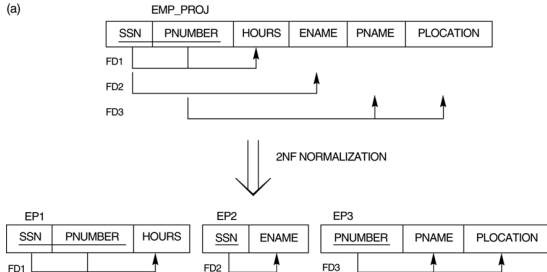 (a)
EMP_PROJ
SSN PNUMBER HOURS ENAME PNAME PLOCATION
FD1
FD2
FD3
2NF NORMALIZATION
EP1 EP2 EP3
SSN PNUMBER HOURS SSN ENAME PNUMBER PNAME PLOCATION
FD1 FD2 FD3